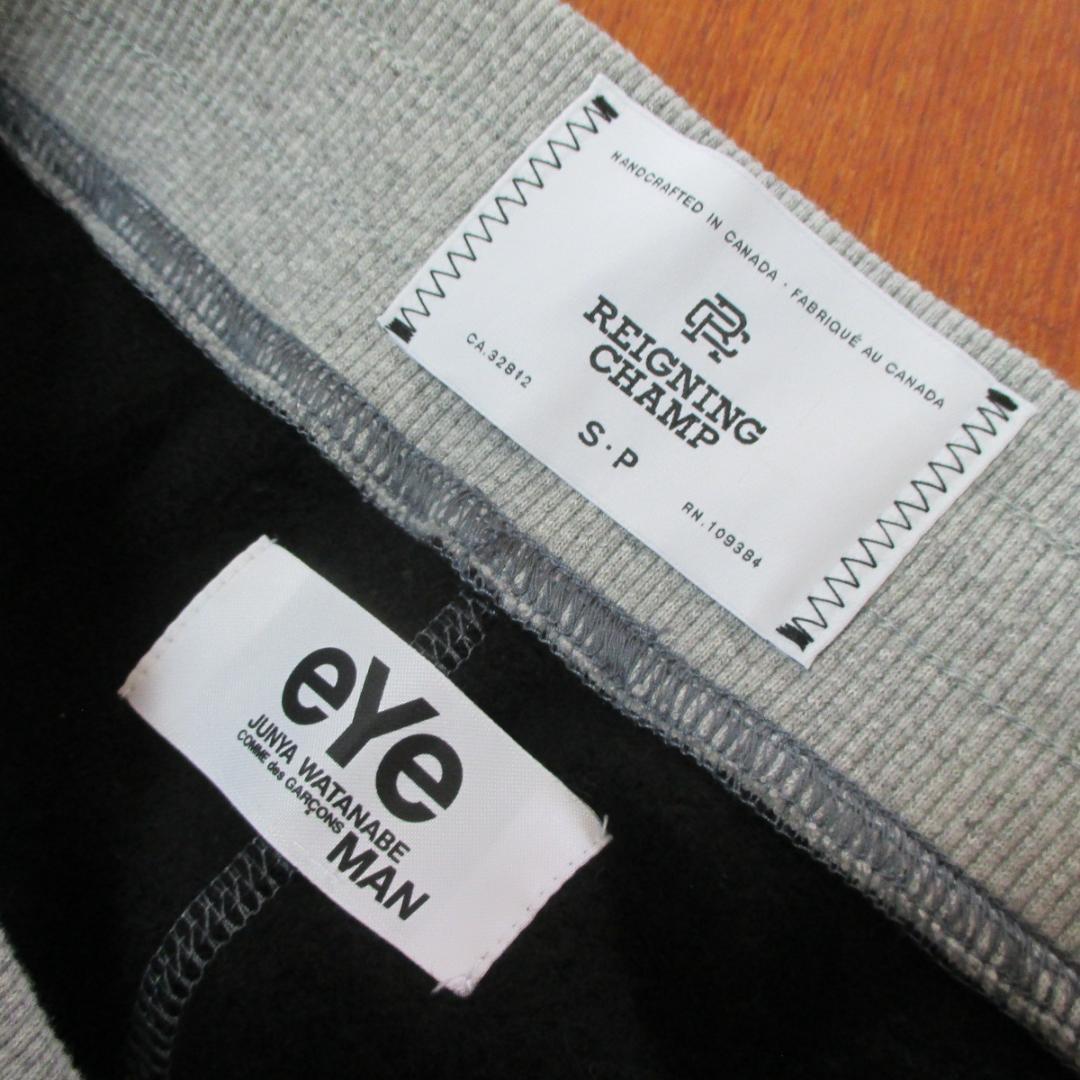 HANDCRAFTED IN CANADA · FABRIQUÉ AU CANADA
RC
REIGNING
CHAMP
S·P
CA.32812
RN.109384
eYe
JUNYA WATANABE
COMME des GARÇONS
MAN